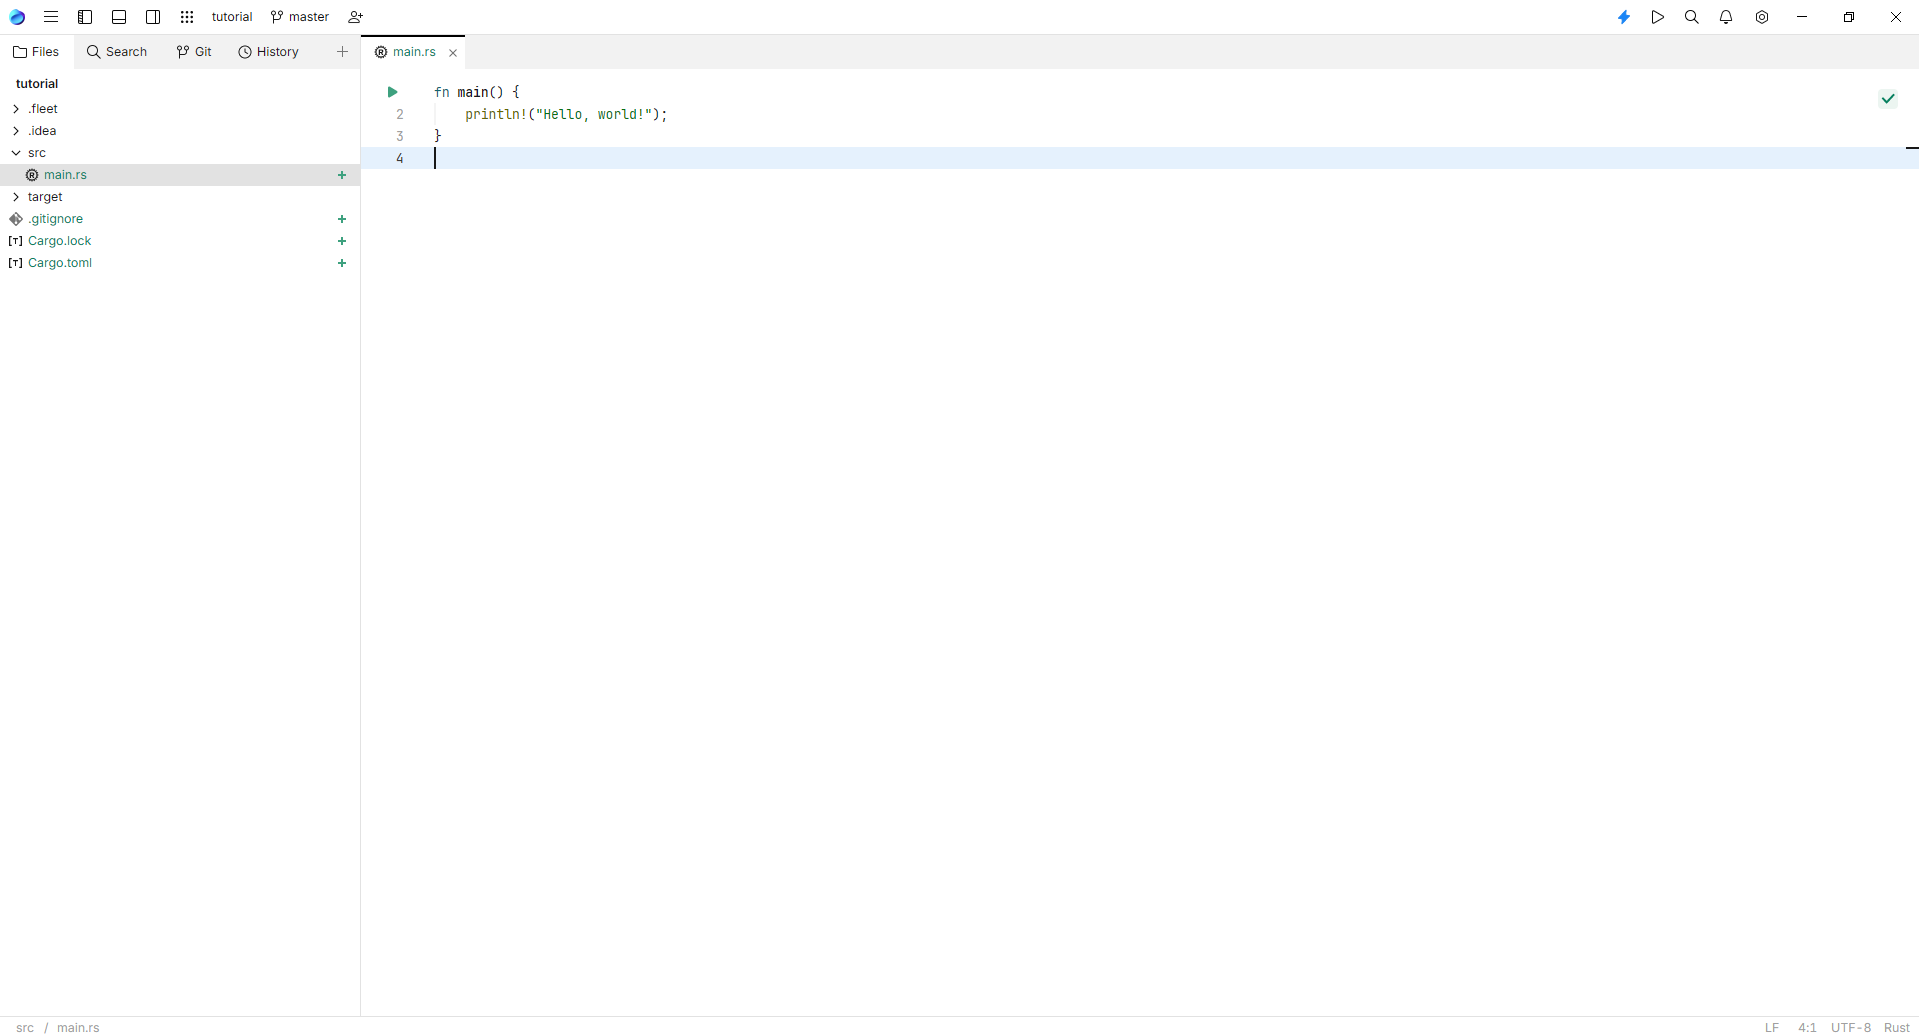 tutorial master
Files Search Git History
main.rs
tutorial
.fleet
.idea
src
main.rs
target
.gitignore
[T] Cargo.lock
[T] Cargo.toml
fn main() {
2 println!("Hello, world!");
3 }
4
src / main.rs
LF 4:1 UTF-8 Rust